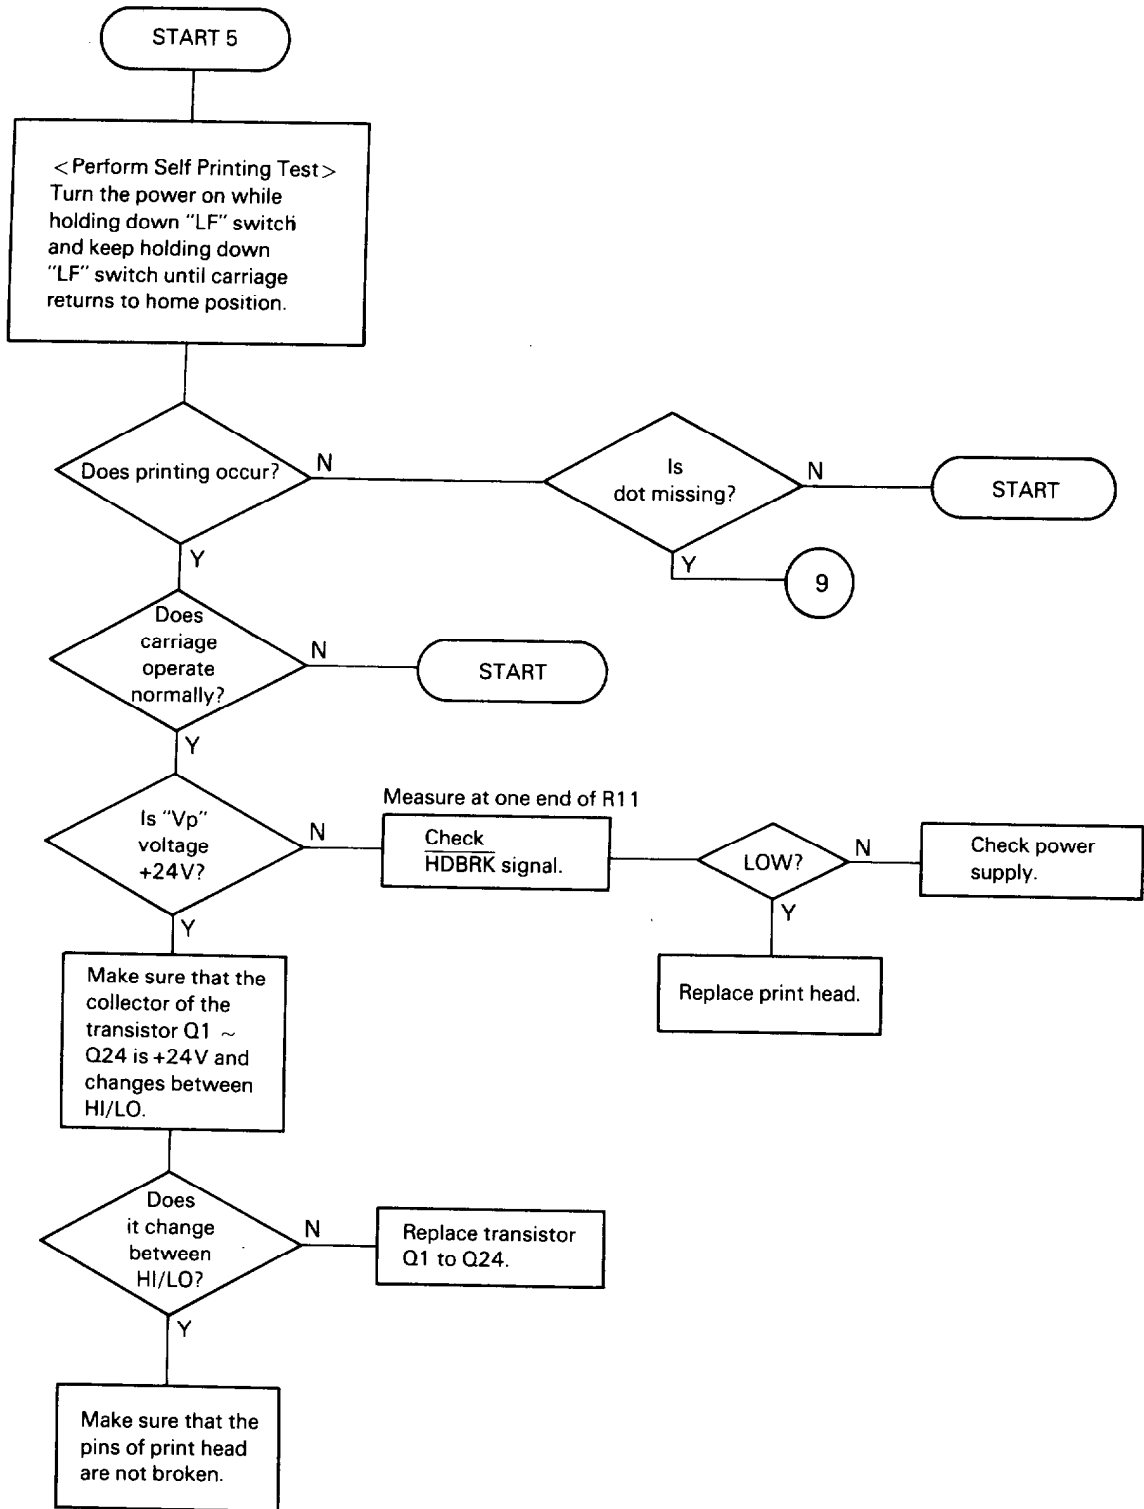 START 5
<Perform Self Printing Test>
Turn the power on while
holding down "LF" switch
and keep holding down
"LF" switch until carriage
returns to home position.
Does printing occur?
N
Y
Is
dot missing?
N
START
Y
9
Does
carriage
operate
normally?
N
START
Y
Is "Vp"
voltage
+24V?
N
Y
Measure at one end of R11
Check
HDBRK signal.
LOW?
N
Check power
supply.
Y
Replace print head.
Make sure that the
collector of the
transistor Q1 ~
Q24 is +24V and
changes between
HI/LO.
Does
it change
between
HI/LO?
N
Replace transistor
Q1 to Q24.
Y
Make sure that the
pins of print head
are not broken.